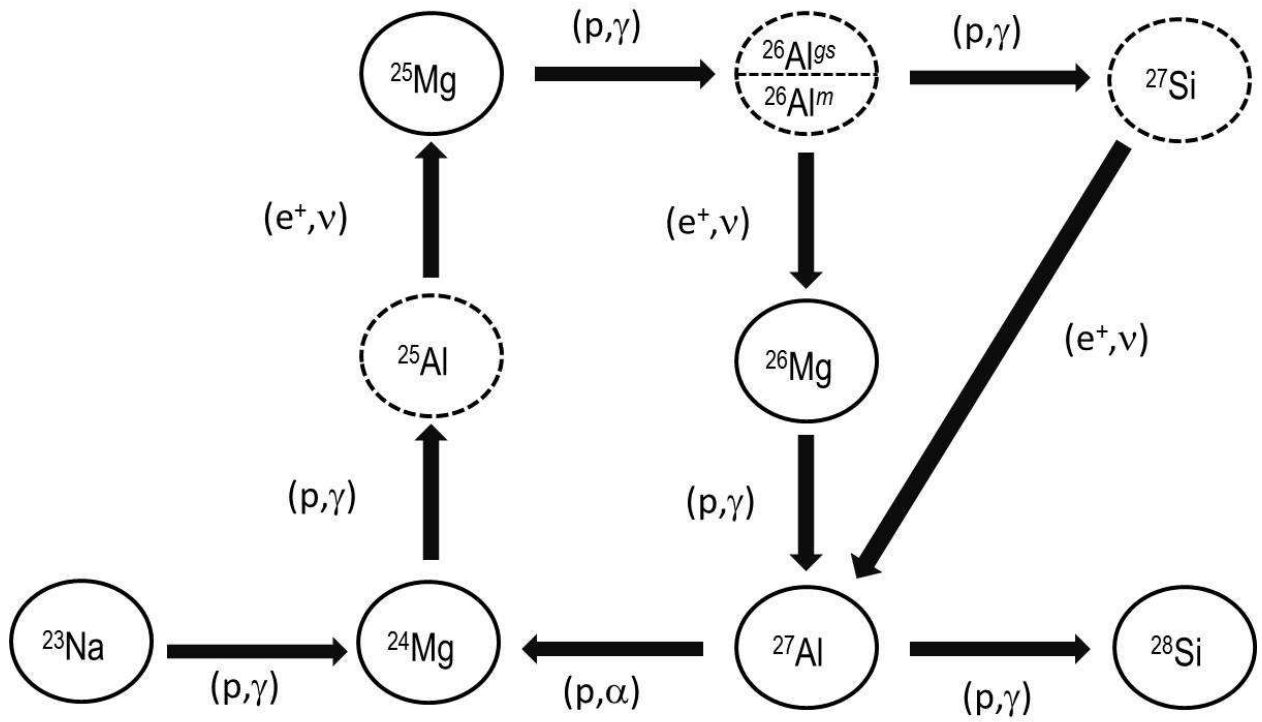 (p,γ)
(p,γ)
²⁵Mg
²⁶Alᵍˢ
²⁶Alᵐ
²⁷Si
(e⁺,ν)
(e⁺,ν)
(e⁺,ν)
²⁵Al
²⁶Mg
(p,γ)
(p,γ)
²³Na
²⁴Mg
²⁷Al
²⁸Si
(p,γ)
(p,α)
(p,γ)